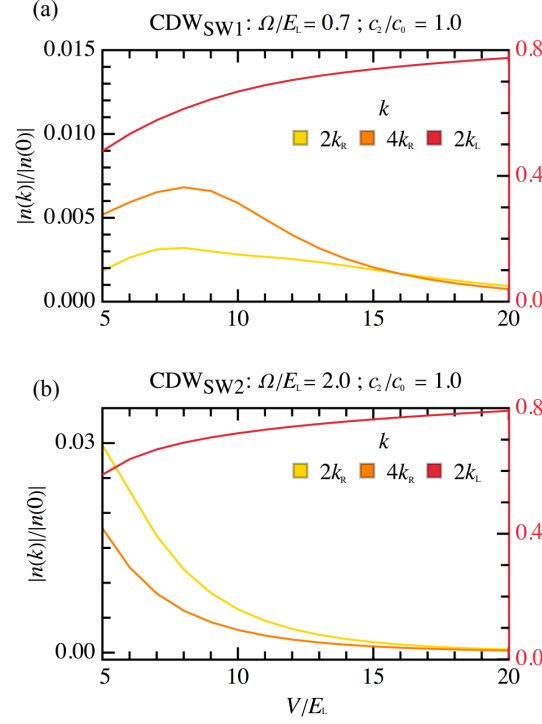 (a)
CDW_SW1: Ω/E_L = 0.7 ; c_2/c_0 = 1.0
0.015 0.8
k
2k_R 4k_R 2k_L
0.010
|n(k)|/|n(0)|
0.4
0.005
0.000 0.0
5 10 15 20
(b)
CDW_SW2: Ω/E_L = 2.0 ; c_2/c_0 = 1.0
0.8
0.03
k
2k_R 4k_R 2k_L
|n(k)|/|n(0)|
0.4
0.00 0.0
5 10 15 20
V/E_L